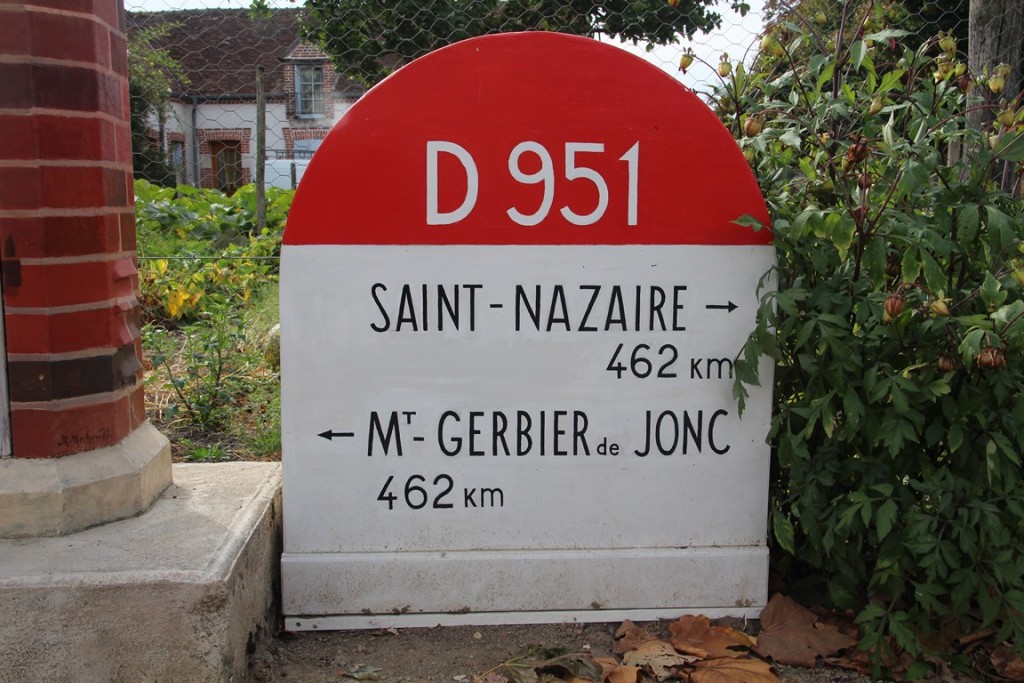 D 951
SAINT-NAZAIRE →
462 KM
← MT-GERBIER de JONC
462 KM